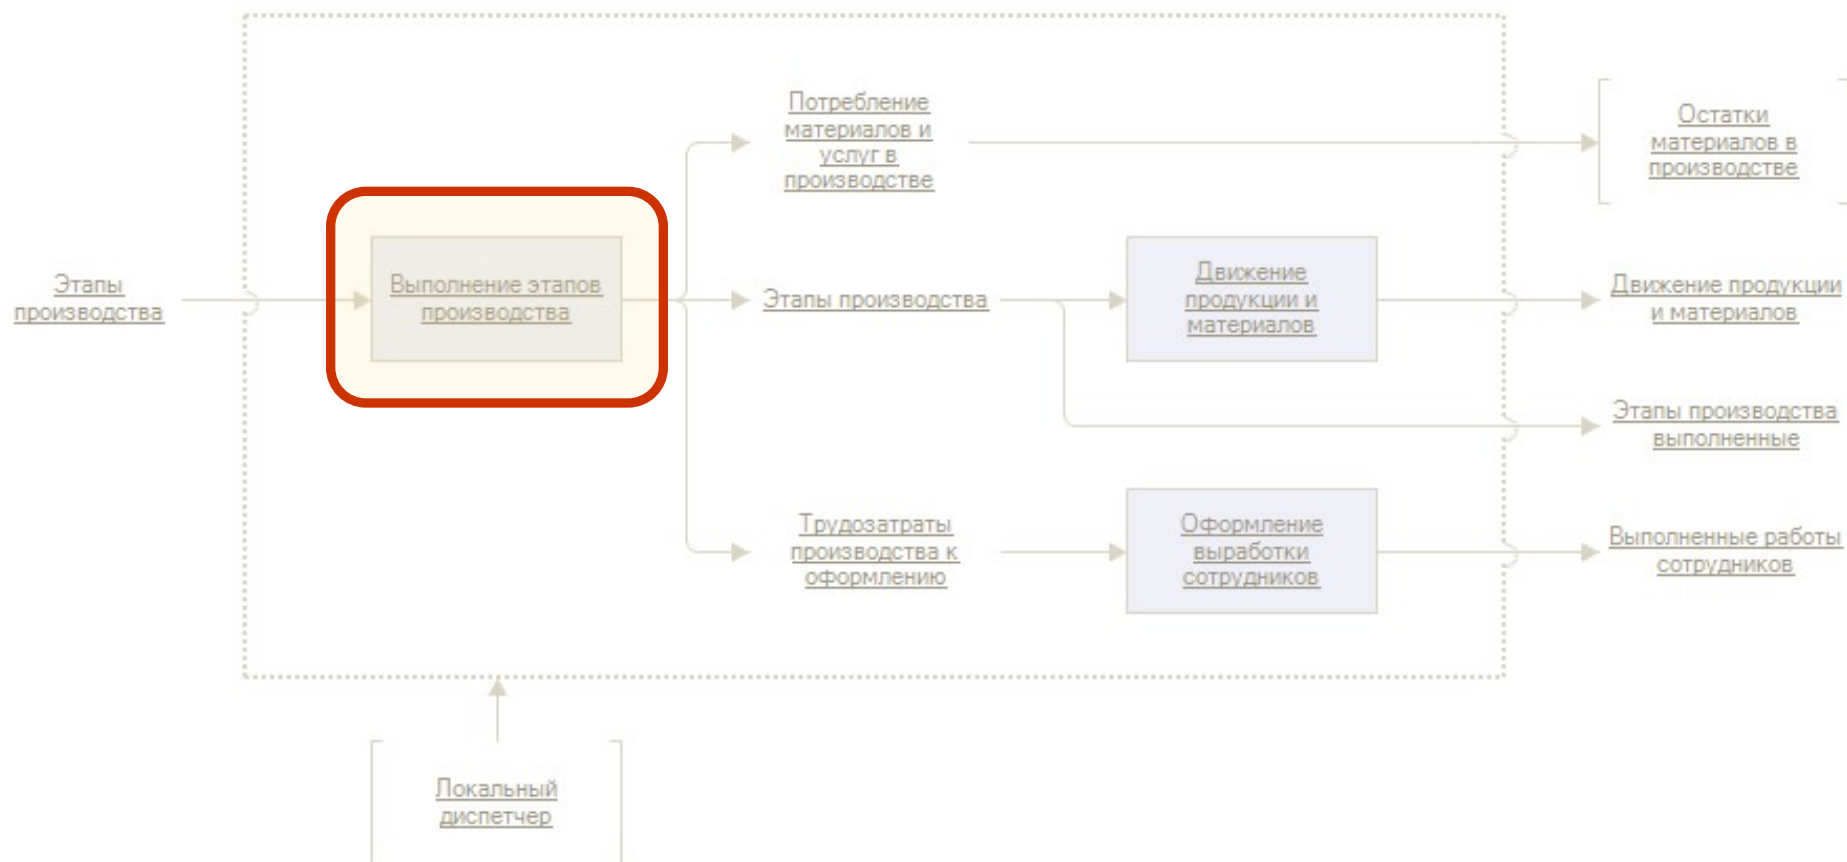 Этапы
производства
Выполнение этапов
производства
Потребление
материалов и
услуг в
производстве
Этапы производства
Трудозатраты
производства к
оформлению
Движение
продукции и
материалов
Оформление
выработки
сотрудников
Остатки
материалов в
производстве
Движение продукции
и материалов
Этапы производства
выполненные
Выполненные работы
сотрудников
Локальный
диспетчер